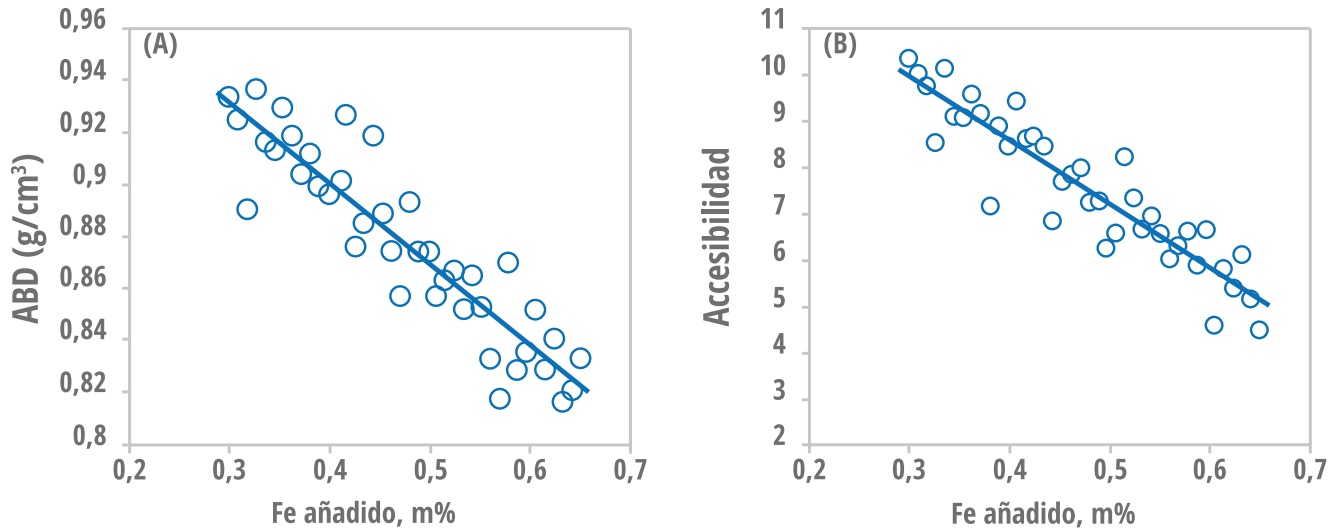 (A)
ABD (g/cm³)
0,96
0,94
0,92
0,9
0,88
0,86
0,84
0,82
0,8
0,2 0,3 0,4 0,5 0,6 0,7
Fe añadido, m%
(B)
Accesibilidad
11
10
9
8
7
6
5
4
3
2
0,2 0,3 0,4 0,5 0,6 0,7
Fe añadido, m%